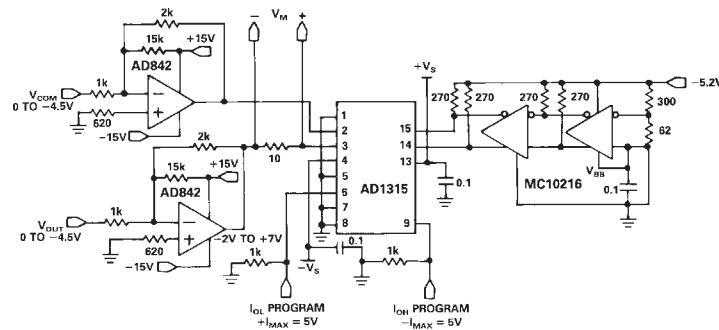 2k
– V_M +
15k
+15V
AD842
1k
V_COM
0 TO –4.5V
620
–15V
2k
10
15k
+15V
AD842
1k
V_DUT
0 TO –4.5V
–2V TO +7V
620
–15V
1k
0.1
–V_S
1k
I_OL PROGRAM
+I_MAX = 5V
I_OH PROGRAM
–I_MAX = 5V
1
2
3
4
5
6
7
8
15
14
13
9
AD1315
+V_S
0.1
270
270
270
270
–5.2V
300
62
V_BB
0.1
MC10216